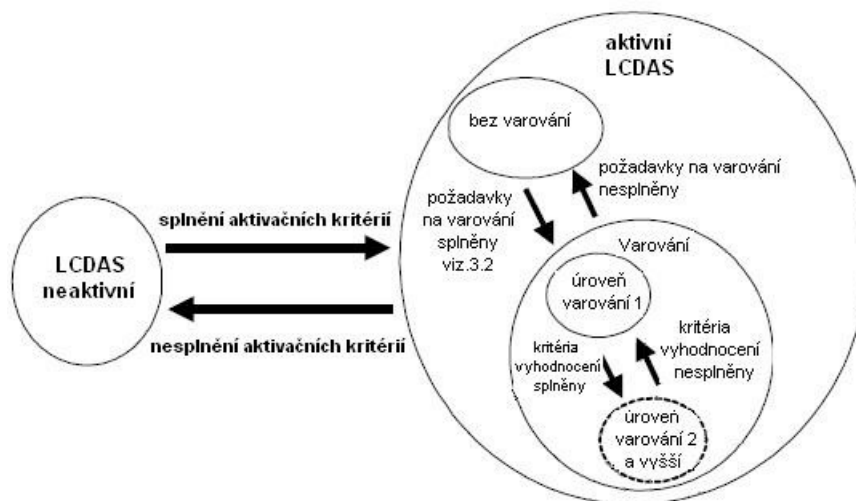 aktivní
LCDAS
bez varování
požadavky na varování
nesplněny
požadavky
na varování
splněny
viz.3.2
splnění aktivačních kritérií
LCDAS
neaktivní
nesplnění aktivačních kritérií
Varování
úroveň
varování 1
kritéria
vyhodnocení
splněny
kritéria
vyhodnocení
nesplněny
úroveň
varování 2
a vyšší